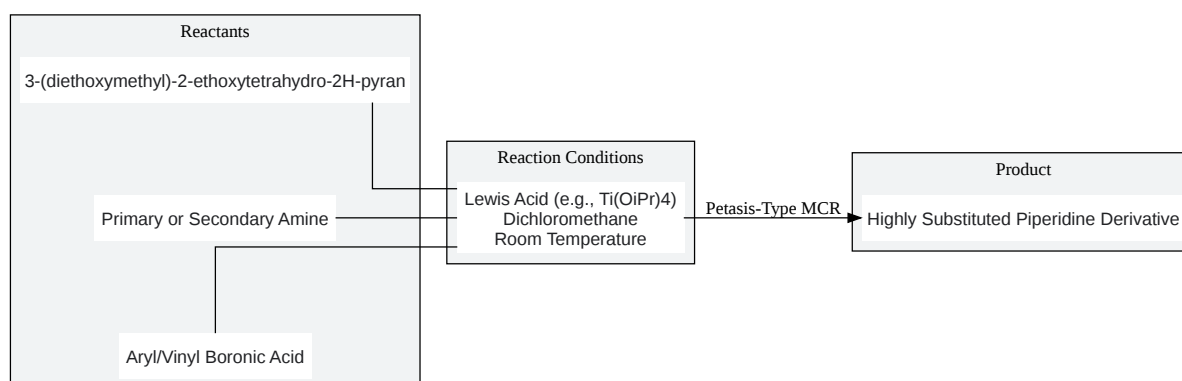 Reactants
3-(diethoxymethyl)-2-ethoxytetrahydro-2H-pyran
Primary or Secondary Amine
Aryl/Vinyl Boronic Acid
Reaction Conditions
Lewis Acid (e.g., Ti(OiPr)4)
Dichloromethane
Room Temperature
Petasis-Type MCR
Product
Highly Substituted Piperidine Derivative